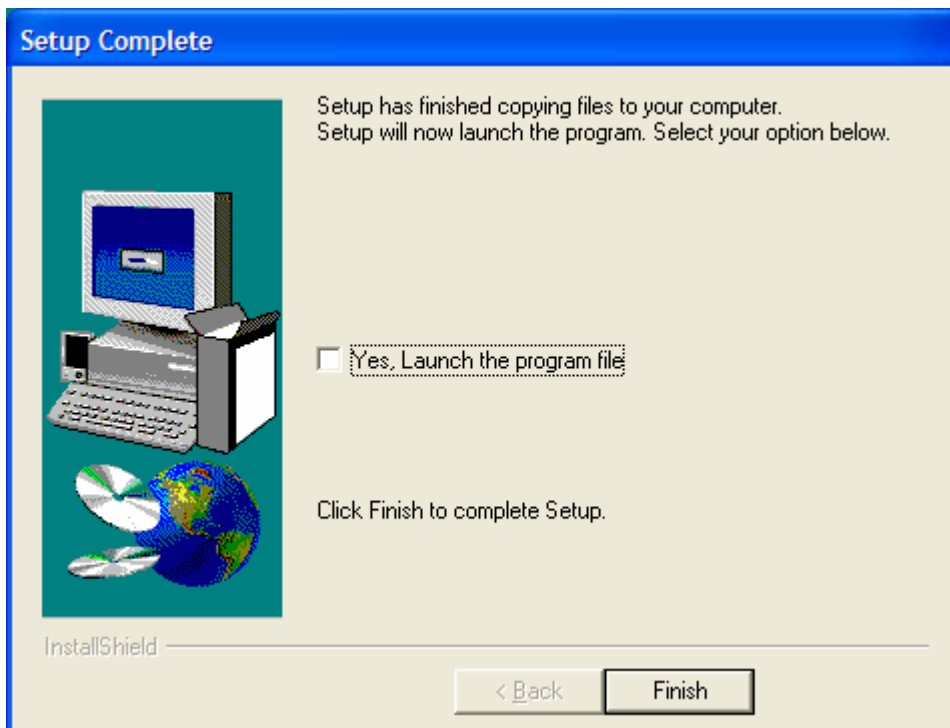 Setup Complete
Setup has finished copying files to your computer.
Setup will now launch the program. Select your option below.
Yes, Launch the program file
Click Finish to complete Setup.
InstallShield
< Back
Finish